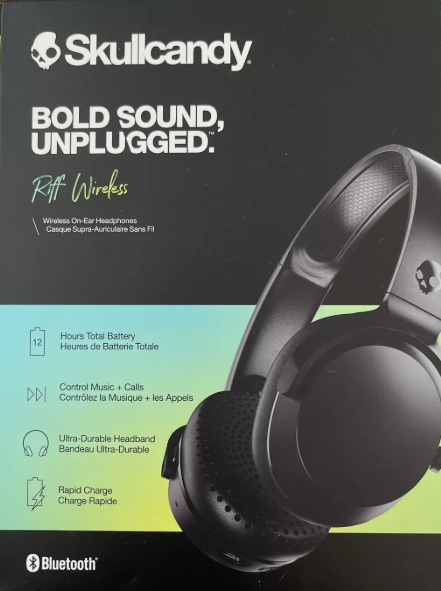 Skullcandy®
BOLD SOUND,
UNPLUGGED.™
Riff Wireless
Wireless On-Ear Headphones
Casque Supra-Auriculaire Sans Fil
12
Hours Total Battery
Heures de Batterie Totale
Control Music + Calls
Contrôlez la Musique + les Appels
Ultra-Durable Headband
Bandeau Ultra-Durable
Rapid Charge
Charge Rapide
Bluetooth®